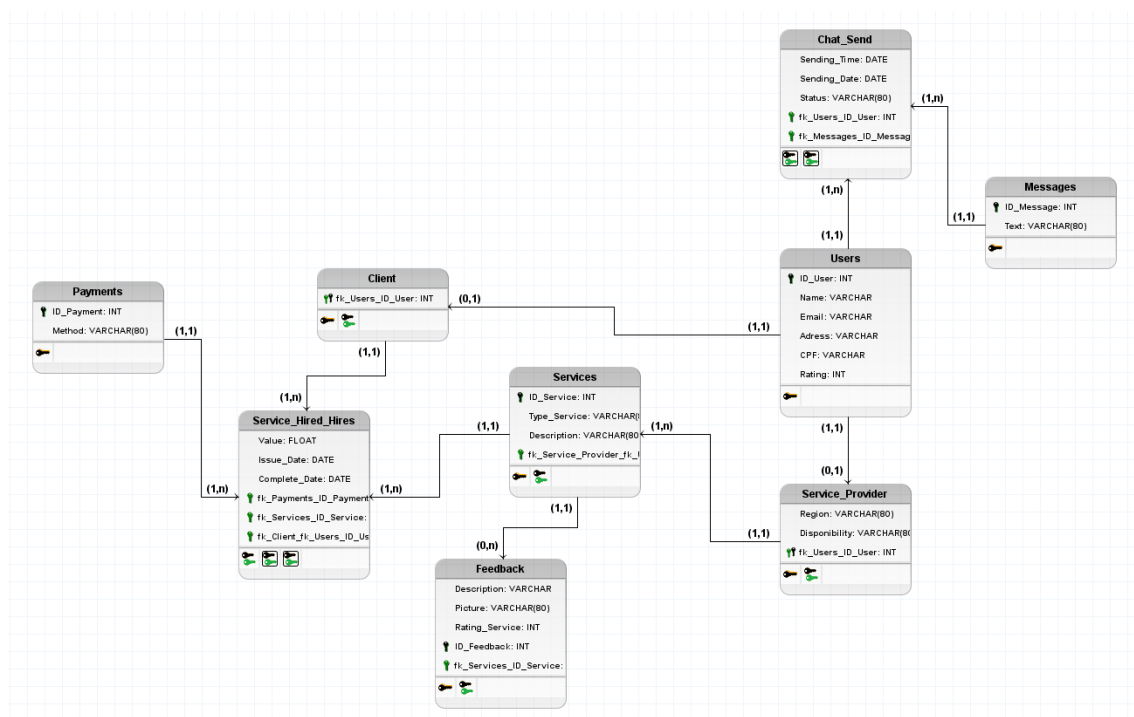 Chat_Send
Sending_Time: DATE
Sending_Date: DATE
Status: VARCHAR(80)
fk_Users_ID_User: INT
fk_Messages_ID_Messag
(1,n)
(1,n)
Messages
ID_Message: INT
Text: VARCHAR(80)
(1,1)
(1,1)
Users
ID_User: INT
Name: VARCHAR
Email: VARCHAR
Adress: VARCHAR
CPF: VARCHAR
Rating: INT
(1,1)
(1,1)
Client
fk_Users_ID_User: INT
(0,1)
(1,1)
Payments
ID_Payment: INT
Method: VARCHAR(80)
(1,1)
(1,n)
Service_Hired_Hires
Value: FLOAT
Issue_Date: DATE
Complete_Date: DATE
fk_Payments_ID_Payment
fk_Services_ID_Service:
fk_Client_fk_Users_ID_Us
(1,n)
(1,n)
Services
ID_Service: INT
Type_Service: VARCHAR(
Description: VARCHAR(80
fk_Service_Provider_fk_
(1,1)
(1,n)
(1,1)
(0,1)
Service_Provider
Region: VARCHAR(80)
Disponibility: VARCHAR(80
fk_Users_ID_User: INT
(1,1)
(0,n)
Feedback
Description: VARCHAR
Picture: VARCHAR(80)
Rating_Service: INT
ID_Feedback: INT
fk_Services_ID_Service: